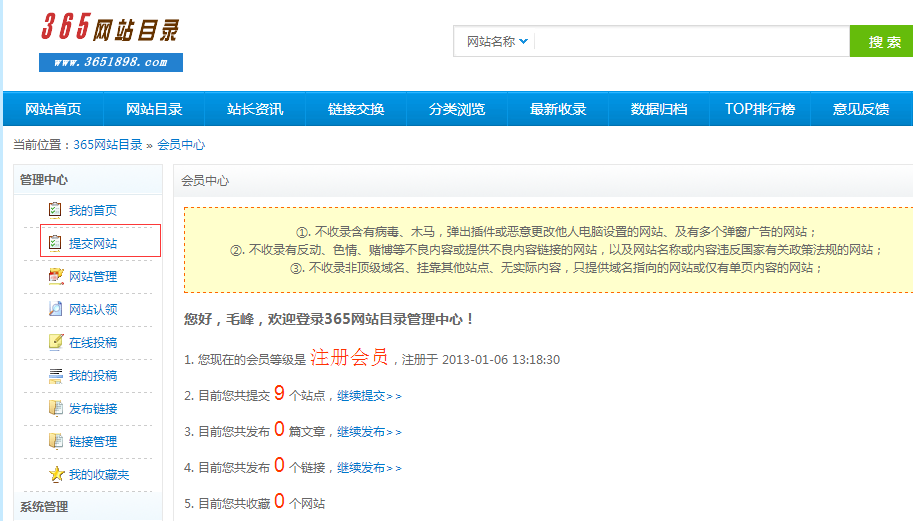 365网站目录
www.3651898.com
网站名称
搜 索
网站首页 网站目录 站长资讯 链接交换 分类浏览 最新收录 数据归档 TOP排行榜 意见反馈
当前位置：365网站目录 » 会员中心
管理中心
我的首页
提交网站
网站管理
网站认领
在线投稿
我的投稿
发布链接
链接管理
我的收藏夹
系统管理
会员中心
①. 不收录含有病毒、木马，弹出插件或恶意更改他人电脑设置的网站、及有多个弹窗广告的网站；
②. 不收录有反动、色情、赌博等不良内容或提供不良内容链接的网站，以及网站名称或内容违反国家有关政策法规的网站；
③. 不收录非顶级域名、挂靠其他站点、无实际内容，只提供域名指向的网站或仅有单页内容的网站；
您好，毛峰，欢迎登录365网站目录管理中心！
1. 您现在的会员等级是 注册会员，注册于 2013-01-06 13:18:30
2. 目前您共提交 9 个站点，继续提交>>
3. 目前您共发布 0 篇文章，继续发布>>
4. 目前您共发布 0 个链接，继续发布>>
5. 目前您共收藏 0 个网站